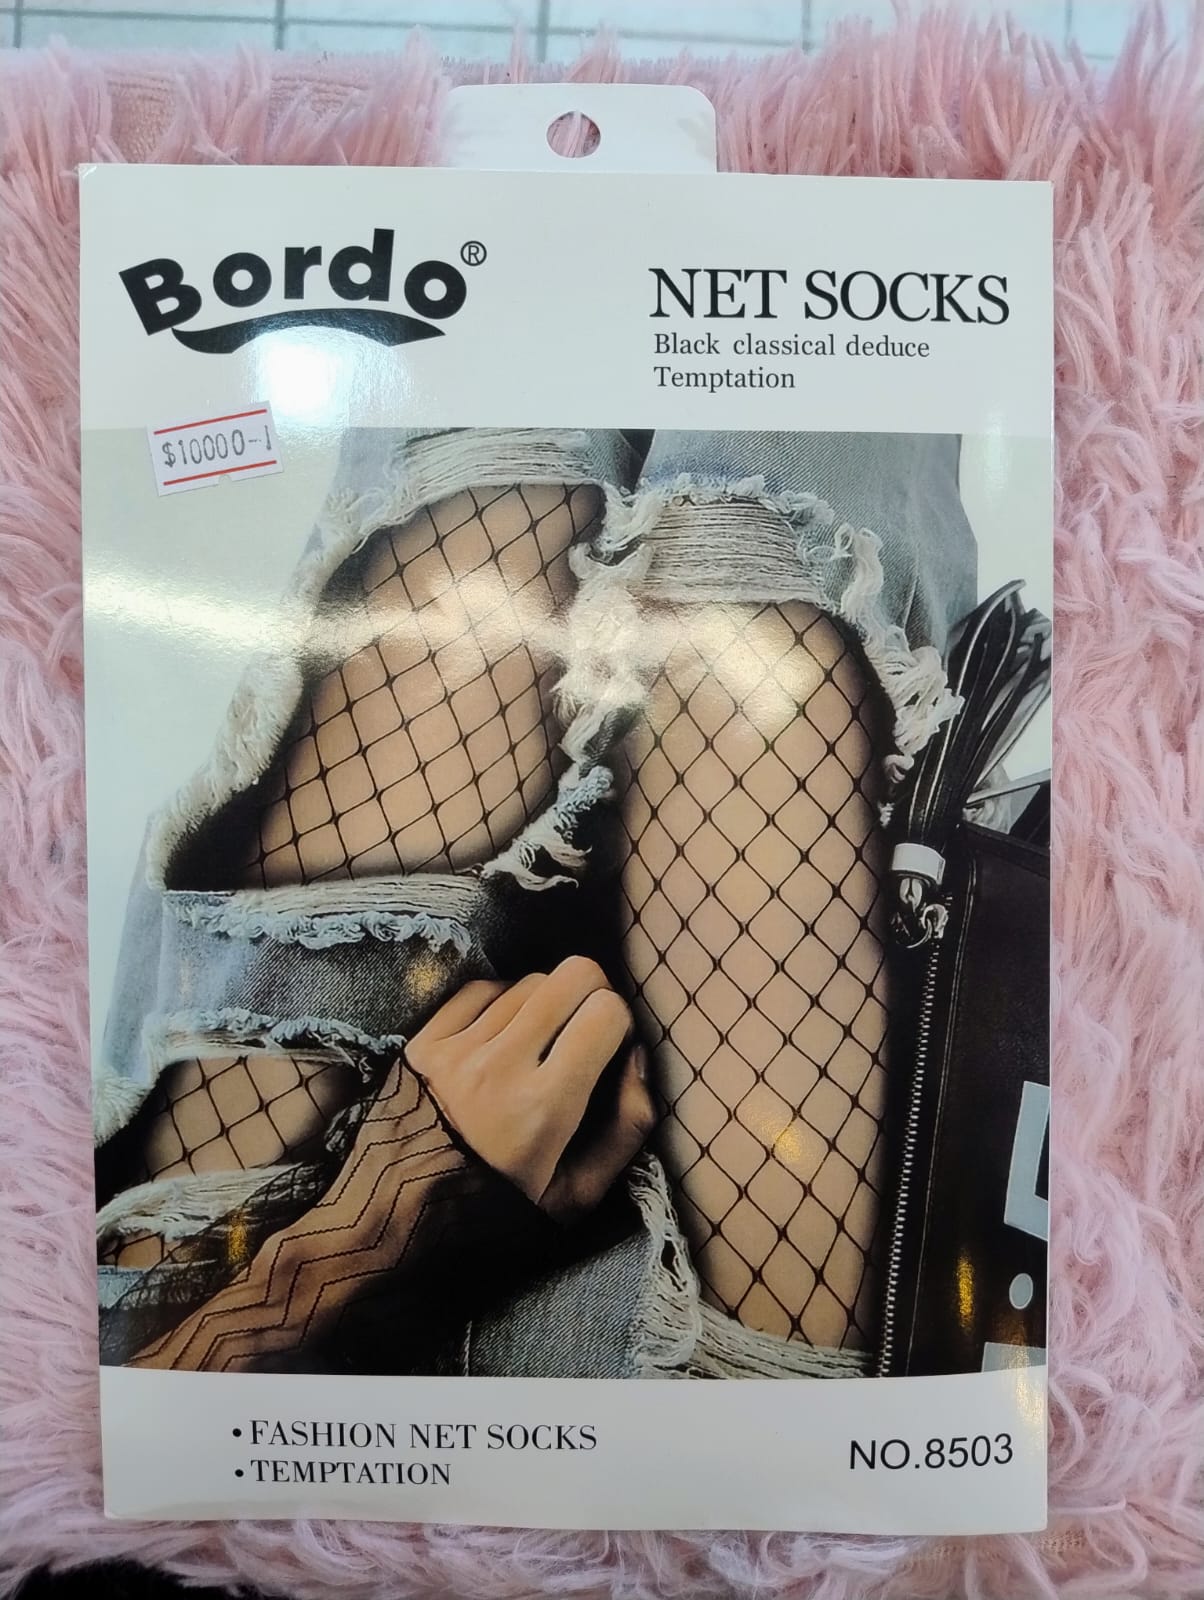 Bordo®
NET SOCKS
Black classical deduce
Temptation
$10000-1
• FASHION NET SOCKS
• TEMPTATION
NO.8503